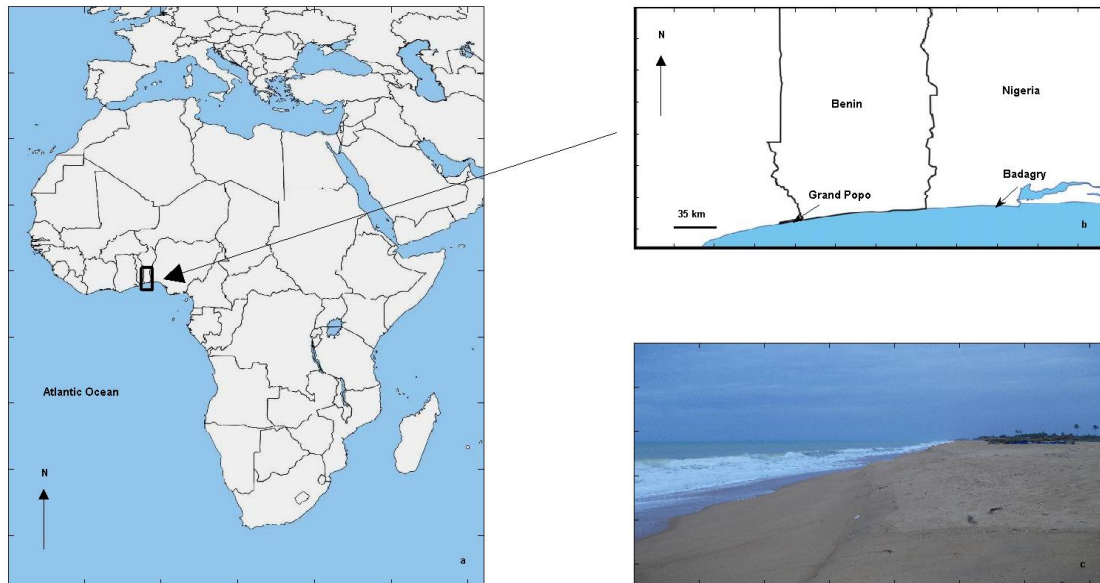 Atlantic Ocean
N
a
N
Benin
Nigeria
Grand Popo
Badagry
35 km
b
c